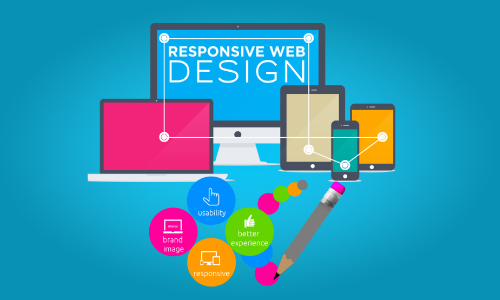 RESPONSIVE WEB
DESIGN
usability
brand
image
better
experience
responsive